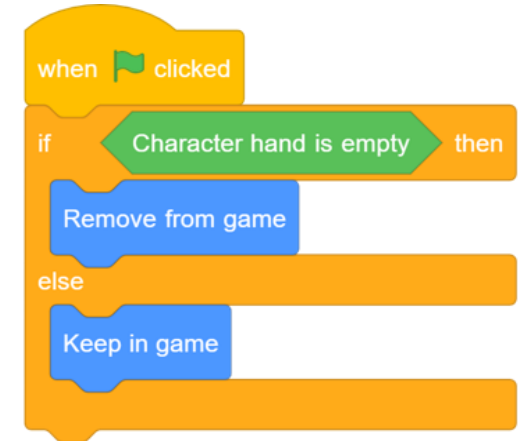 when clicked
if Character hand is empty then
Remove from game
else
Keep in game